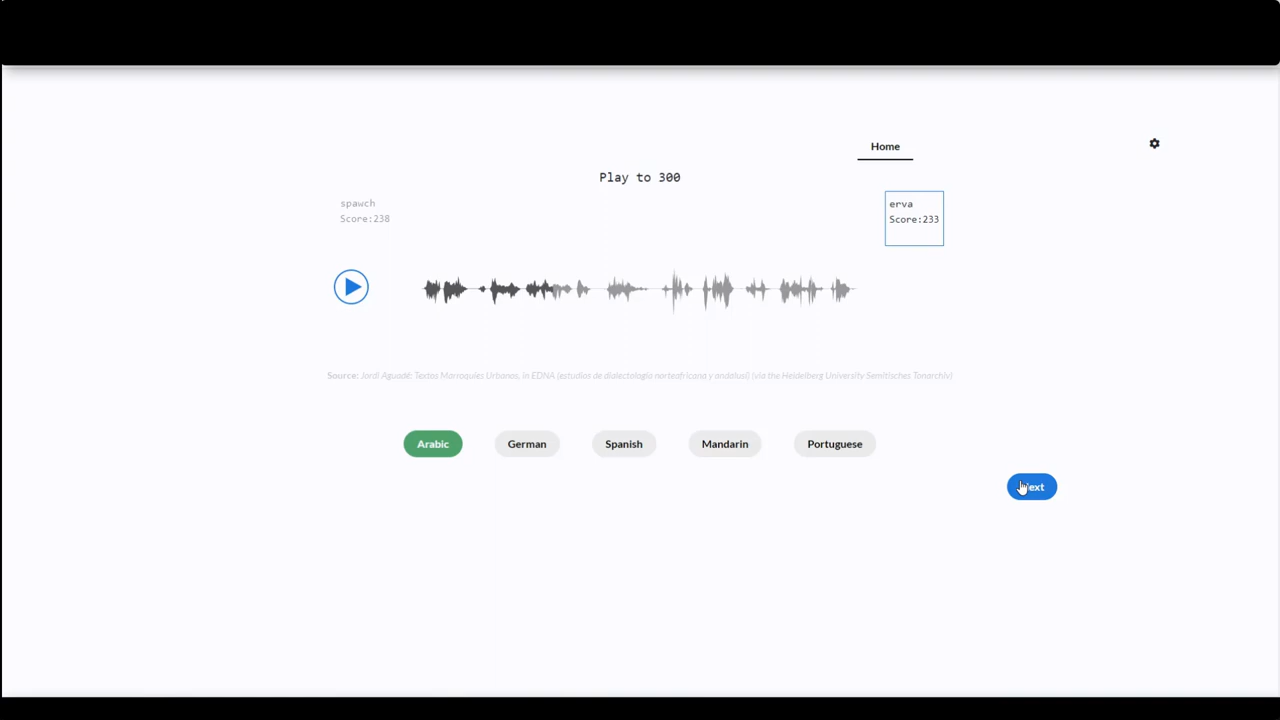 Home
Play to 300
spawch
Score:238
erva
Score:233
Source: Jordi Aguadé: Textos Marroquíes Urbanos, in EDNA (estudios de dialectología norteafricana y andalusí) (via the Heidelberg University Semitisches Tonarchiv)
Arabic
German
Spanish
Mandarin
Portuguese
Next